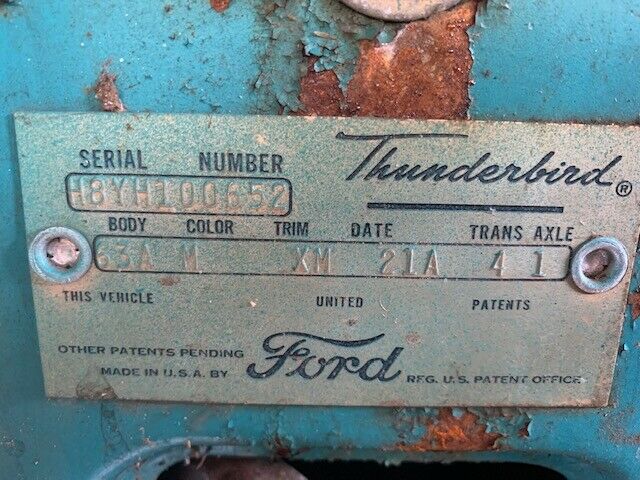 SERIAL NUMBER
Thunderbird®
H8YH100652
BODY COLOR TRIM DATE TRANS AXLE
63A M XM 21A 4 1
THIS VEHICLE UNITED PATENTS
OTHER PATENTS PENDING
MADE IN U.S.A. BY Ford REG. U.S. PATENT OFFICE